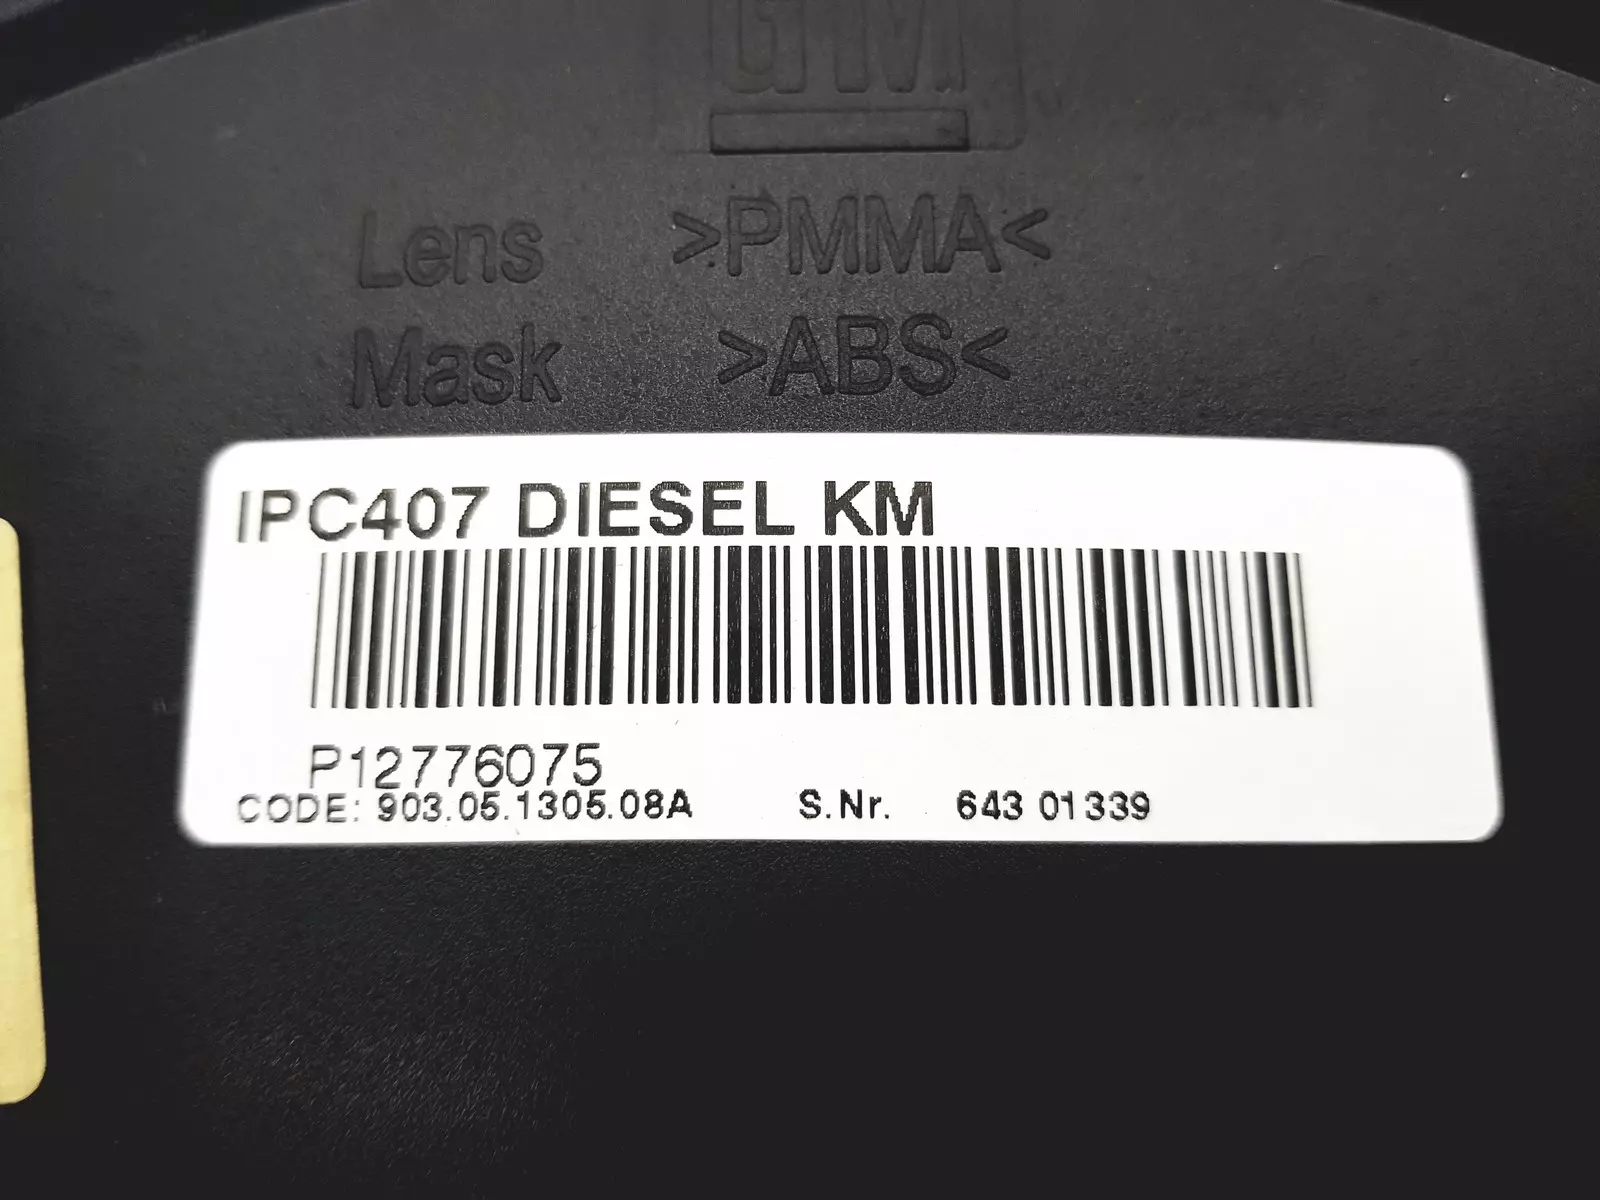 GM
Lens >PMMA<
Mask >ABS<
IPC407 DIESEL KM
P12776075
CODE: 903.05.1305.08A S.Nr. 643 01339